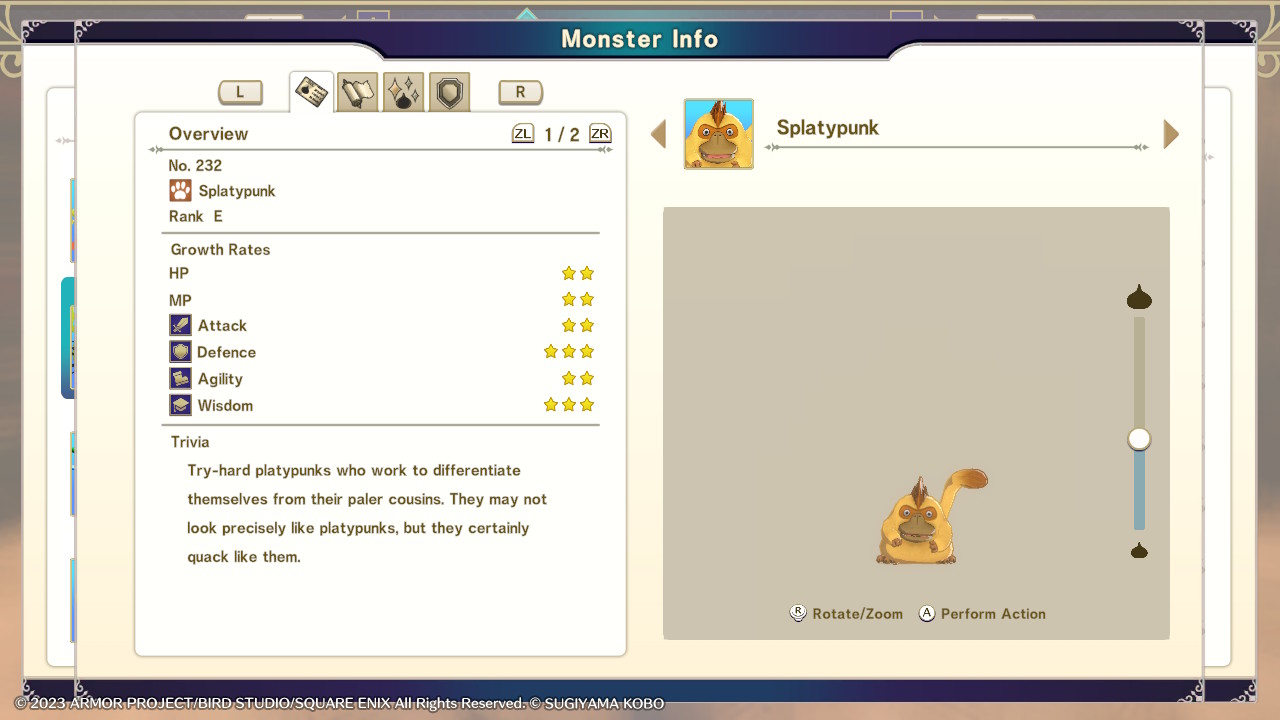 Monster Info
L
R
Overview
ZL 1 / 2 ZR
No. 232
Splatypunk
Rank E
Growth Rates
HP
MP
Attack
Defence
Agility
Wisdom
Trivia
Try-hard platypunks who work to differentiate
themselves from their paler cousins. They may not
look precisely like platypunks, but they certainly
quack like them.
Splatypunk
R Rotate/Zoom A Perform Action
© 2023 ARMOR PROJECT/BIRD STUDIO/SQUARE ENIX All Rights Reserved. © SUGIYAMA KOBO